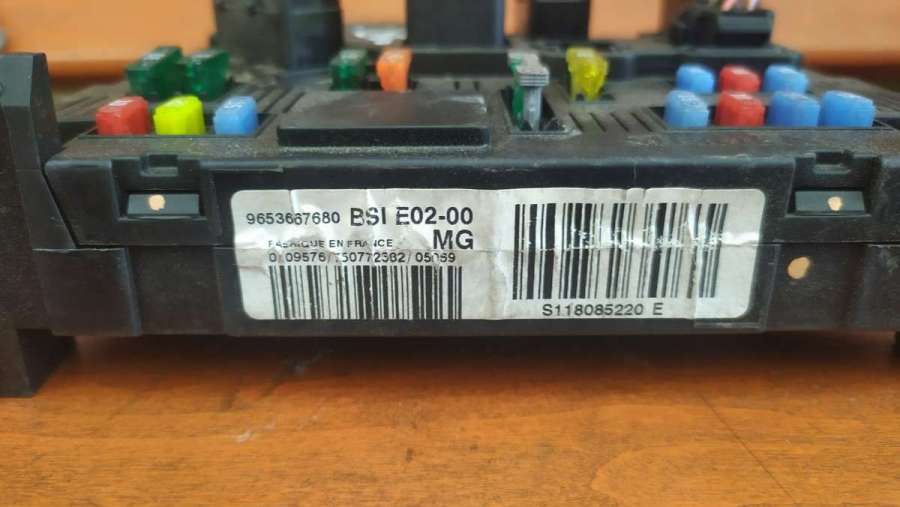 9653667680 BSI E02-00
FABRIQUE EN FRANCE MG
S118085220 E